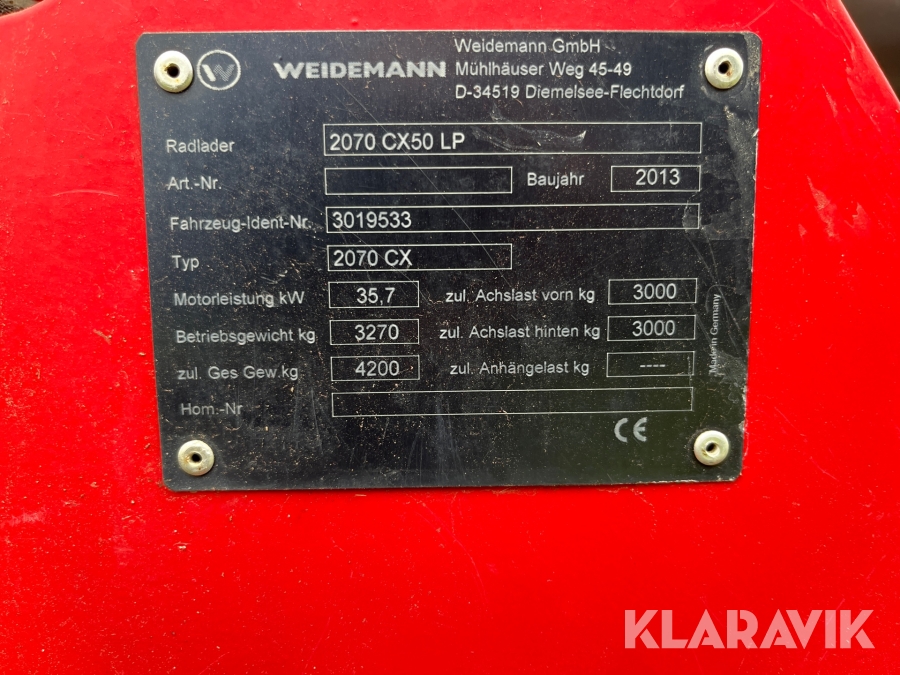 Weidemann GmbH
W WEIDEMANN Mühlhäuser Weg 45-49
D-34519 Diemelsee-Flechtdorf
Radlader 2070 CX50 LP
Art.-Nr. Baujahr 2013
Fahrzeug-Ident-Nr. 3019533
Typ 2070 CX
Motorleistung kW 35,7 zul. Achslast vorn kg 3000
Betriebsgewicht kg 3270 zul. Achslast hinten kg 3000
zul. Ges Gew.kg 4200 zul. Anhängelast kg ----
Hom.-Nr
Made in Germany
CE
KLARAVIK